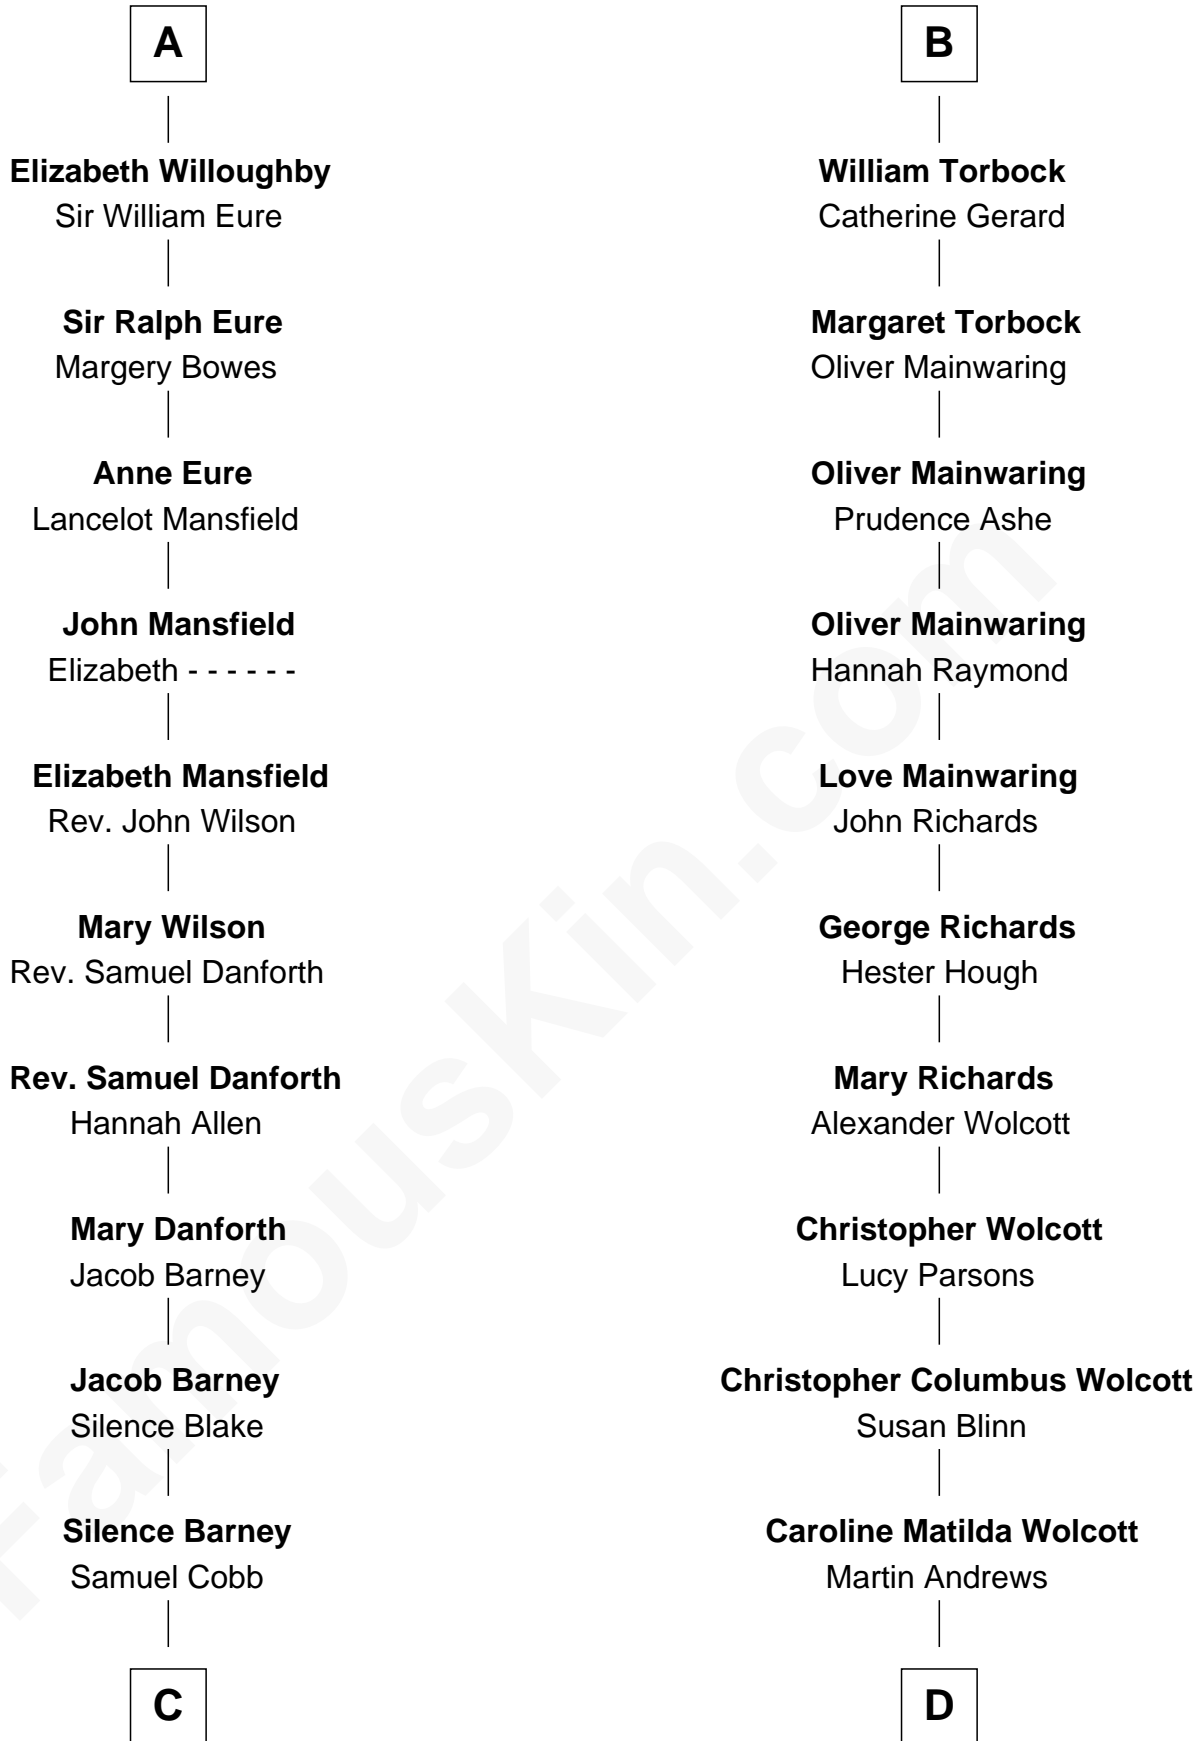 A
Elizabeth Willoughby
Sir William Eure
Sir Ralph Eure
Margery Bowes
Anne Eure
Lancelot Mansfield
John Mansfield
Elizabeth - - - - - -
Elizabeth Mansfield
Rev. John Wilson
Mary Wilson
Rev. Samuel Danforth
Rev. Samuel Danforth
Hannah Allen
Mary Danforth
Jacob Barney
Jacob Barney
Silence Blake
Silence Barney
Samuel Cobb
C
B
William Torbock
Catherine Gerard
Margaret Torbock
Oliver Mainwaring
Oliver Mainwaring
Prudence Ashe
Oliver Mainwaring
Hannah Raymond
Love Mainwaring
John Richards
George Richards
Hester Hough
Mary Richards
Alexander Wolcott
Christopher Wolcott
Lucy Parsons
Christopher Columbus Wolcott
Susan Blinn
Caroline Matilda Wolcott
Martin Andrews
D
FamousKin.com